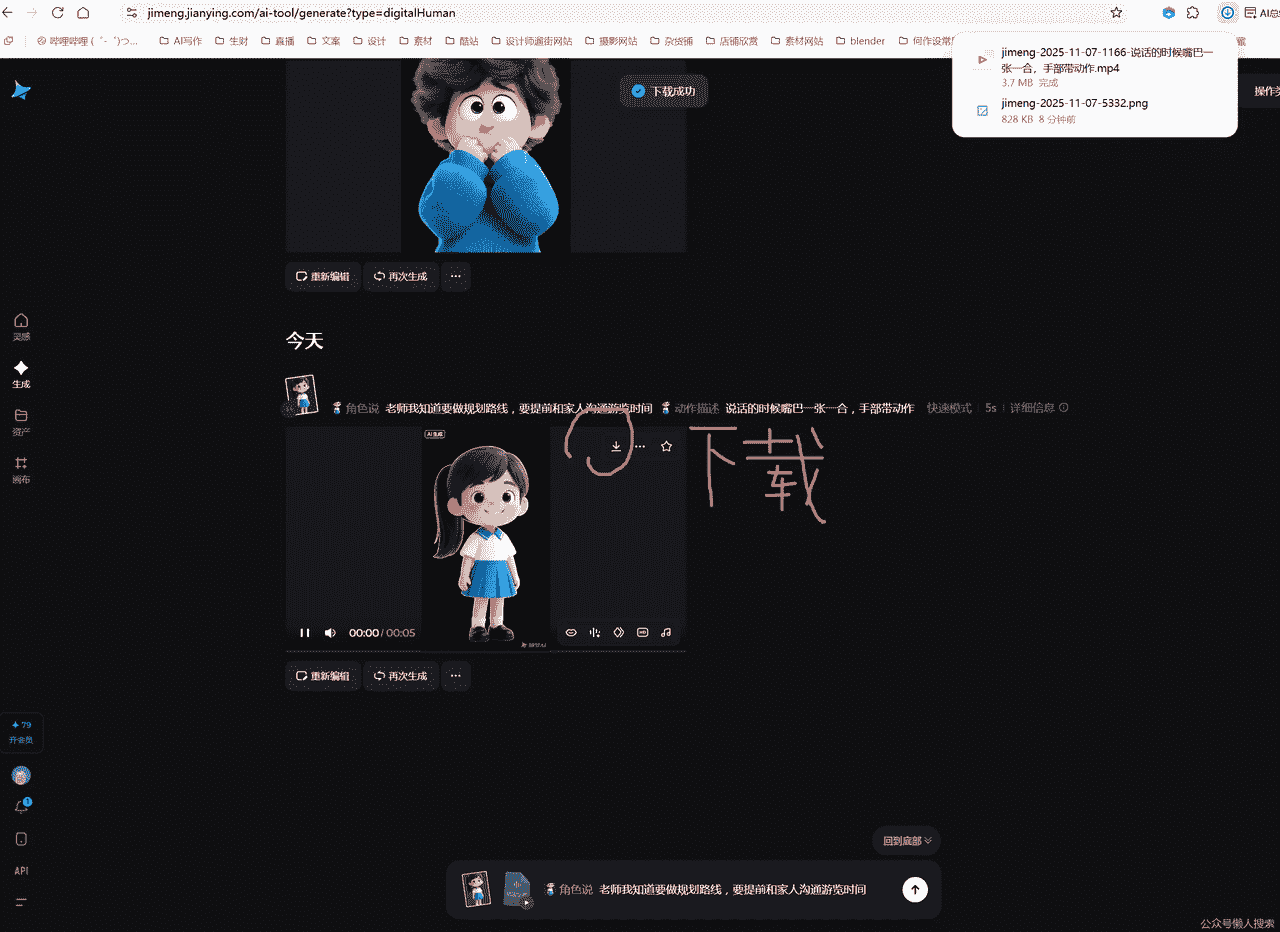 jimeng.jianying.com/ai-tool/generate?type=digitalHuman
AI总
哔哩哔哩 (゜-゜)つ... AI写作 生财 直播 文案 设计 素材 酷站 设计师逛街网站 摄影网站 杂货铺 店铺欣赏 素材网站 blender
jimeng-2025-11-07-1166-说话的时候嘴巴一
张一合，手部带动作.mp4
3.7 MB 完成
jimeng-2025-11-07-5332.png
828 KB 8 分钟前
下载成功
操作
重新编辑 再次生成 ...
灵感
生成
资产
画布
今天
角色说 老师我知道要做规划路线，要提前和家人沟通游览时间 动作描述 说话的时候嘴巴一张一合，手部带动作 快速模式 5s 详细信息
AI 生成
下载
00:00 / 00:05
HD
重新编辑 再次生成 ...
79
1
API
回到底部
角色说 老师我知道要做规划路线，要提前和家人沟通游览时间
公众号懒人搜索